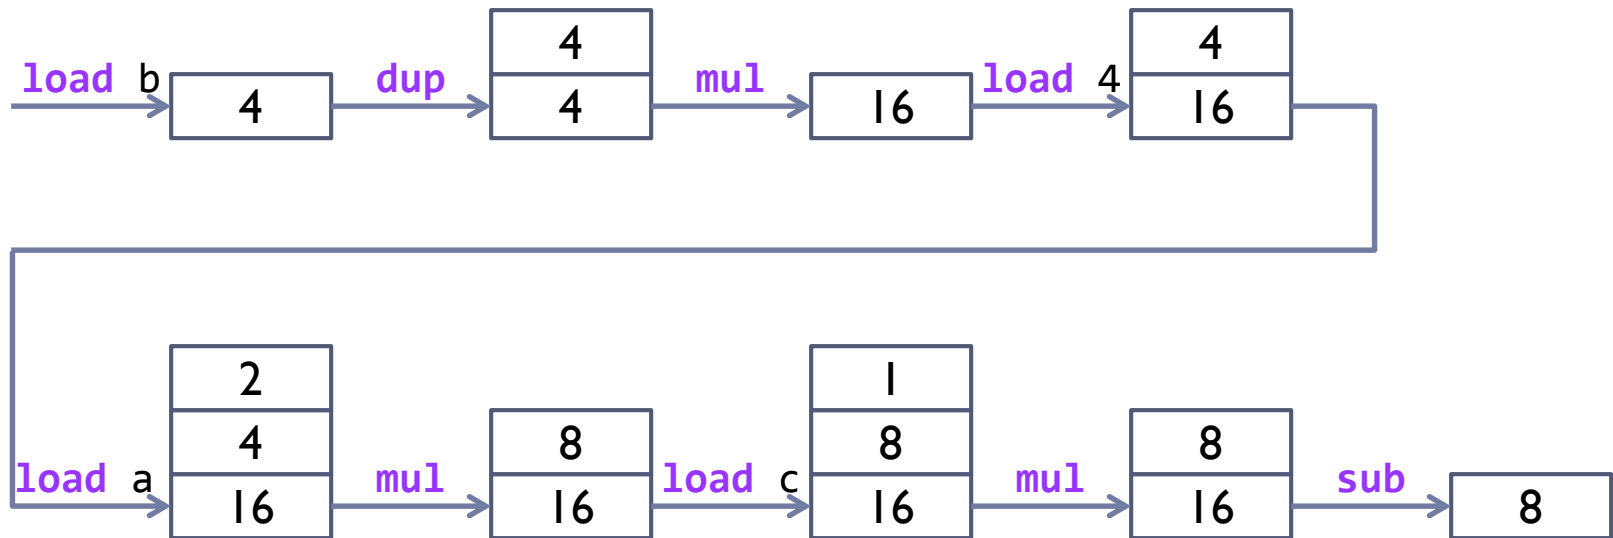 4 4
load b dup mul load 4
4 4 16 16
2 1
4 8 8 8
load a mul load c mul sub
16 16 16 16 8